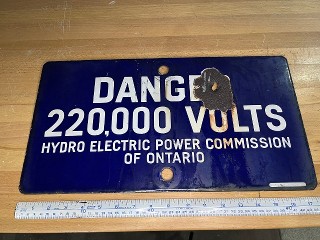 DANGE
220,000 VOLTS
HYDRO ELECTRIC POWER COMMISSION
OF ONTARIO